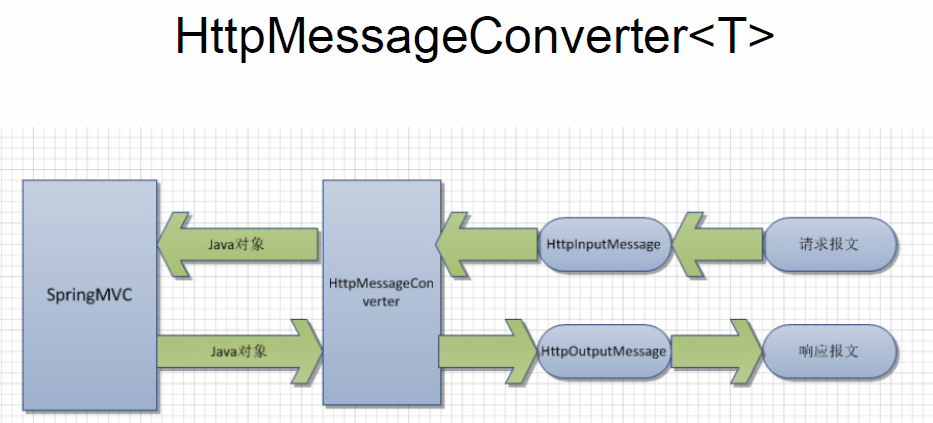 HttpMessageConverter<T>
Java对象
HttpInputMessage
请求报文
SpringMVC
HttpMessageCon
verter
Java对象
HttpOutputMessage
响应报文